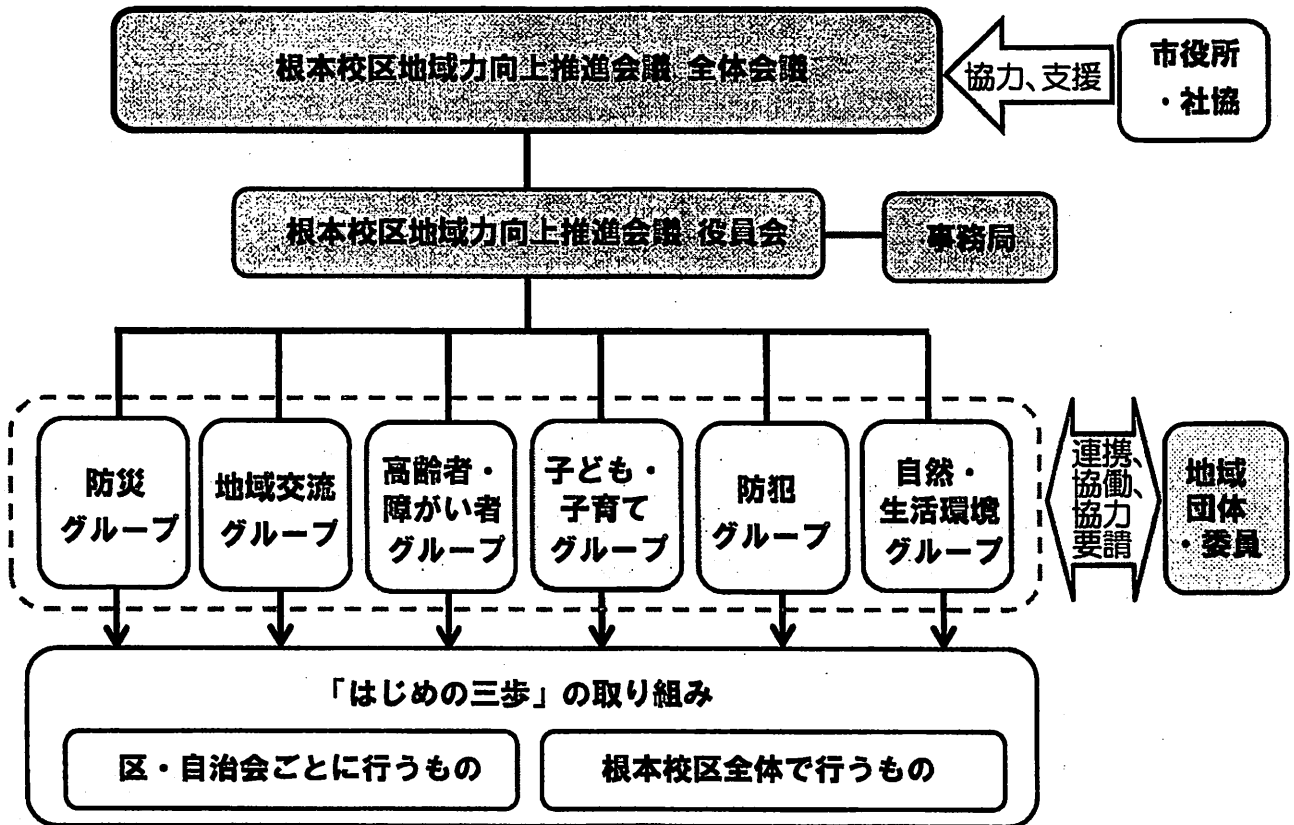 根本校区地域力向上推進会議 全体会議
協力、支援
市役所
・社協
根本校区地域力向上推進会議 役員会
事務局
防災
グループ
地域交流
グループ
高齢者・
障がい者
グループ
子ども・
子育て
グループ
防犯
グループ
自然・
生活環境
グループ
連携、
協働、
協力
要請
地域
団体
・委員
「はじめの三歩」の取り組み
区・自治会ごとに行うもの
根本校区全体で行うもの